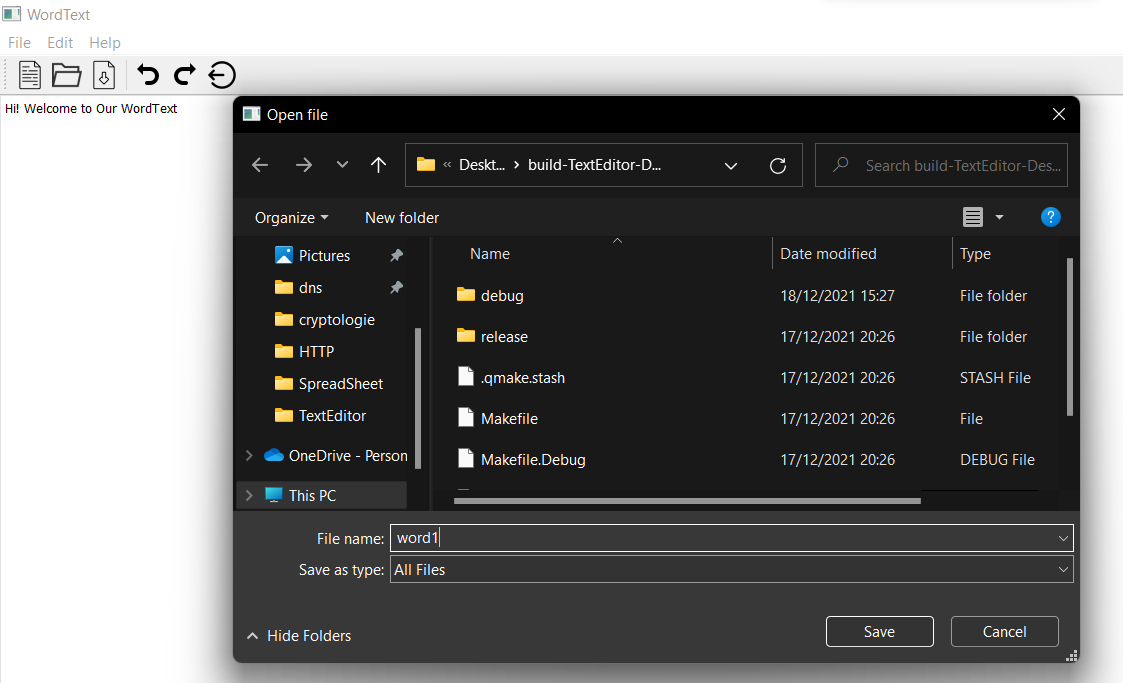 WordText
File Edit Help
Hi! Welcome to Our WordText
Open file
« Deskt... › build-TextEditor-D...
Search build-TextEditor-Des...
Organize New folder
?
Name Date modified Type
Pictures
dns
cryptologie
HTTP
SpreadSheet
TextEditor
OneDrive - Person
This PC
debug 18/12/2021 15:27 File folder
release 17/12/2021 20:26 File folder
.qmake.stash 17/12/2021 20:26 STASH File
Makefile 17/12/2021 20:26 File
Makefile.Debug 17/12/2021 20:26 DEBUG File
File name: word1
Save as type: All Files
Hide Folders
Save Cancel